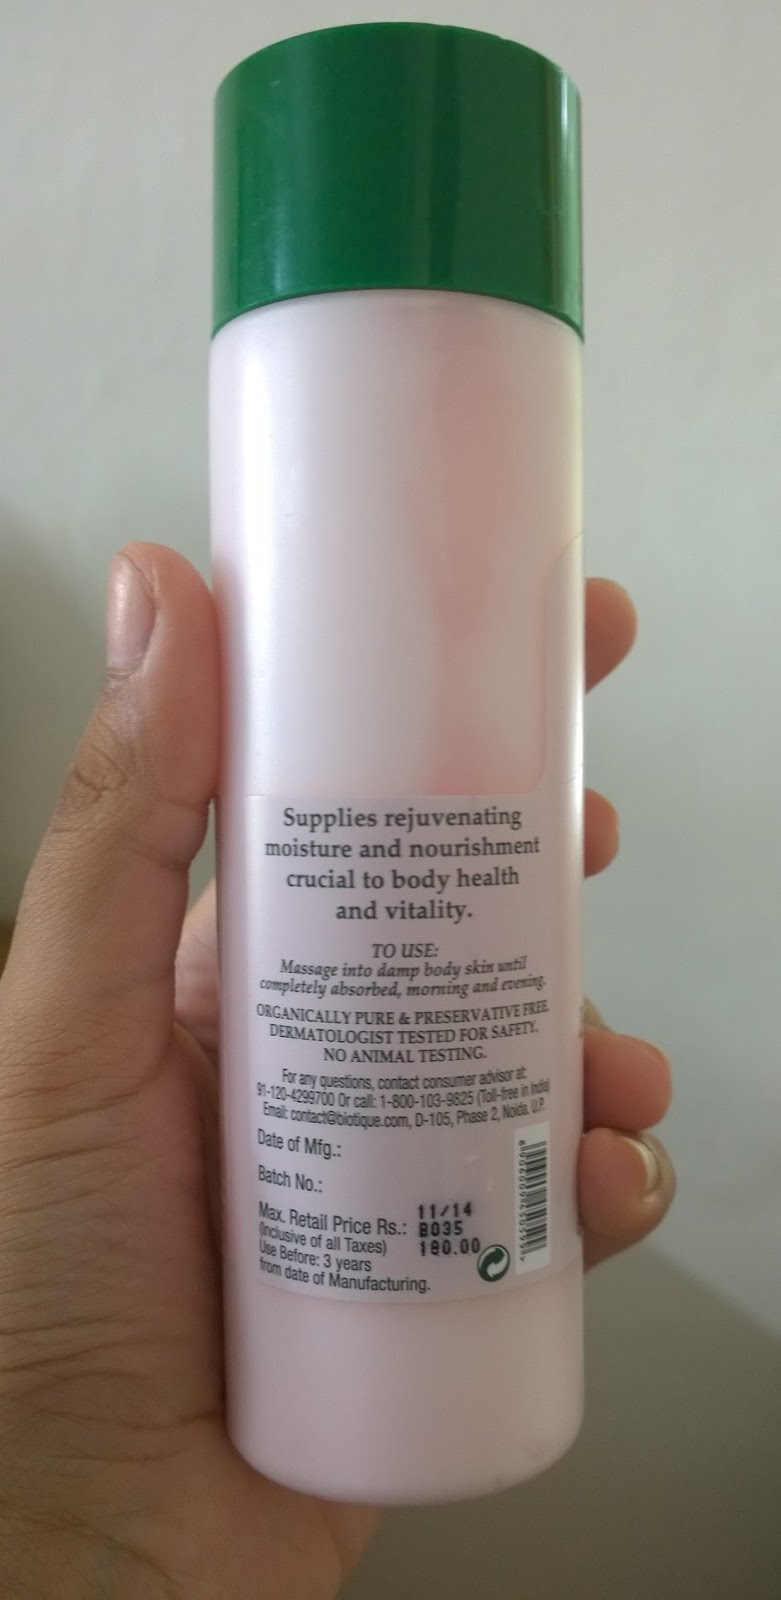 Supplies rejuvenating
moisture and nourishment
crucial to body health
and vitality.
TO USE:
Massage into damp body skin until
completely absorbed, morning and evening.
ORGANICALLY PURE & PRESERVATIVE FREE.
DERMATOLOGIST TESTED FOR SAFETY.
NO ANIMAL TESTING.
For any questions, contact consumer advisor at:
91-120-4299700 Or call: 1-800-103-9825 (Toll-free in India)
Email: contact@biotique.com, D-105, Phase 2, Noida. U.P.
Date of Mfg.:
Batch No.:
Max. Retail Price Rs.:
(Inclusive of all Taxes)
Use Before: 3 years
from date of Manufacturing.
11/14
B035